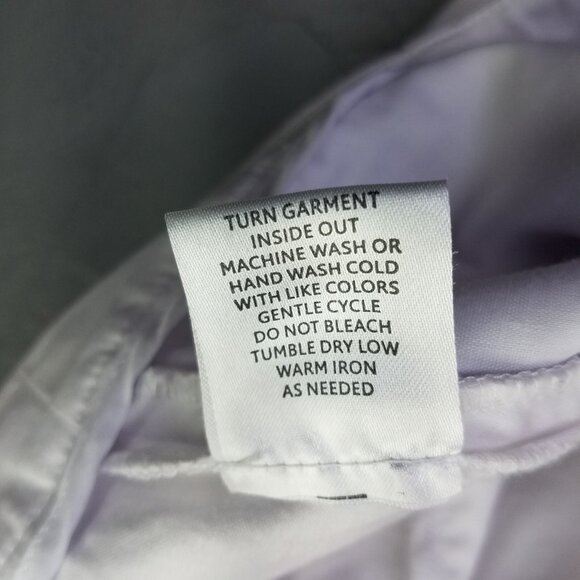 TURN GARMENT
INSIDE OUT
MACHINE WASH OR
HAND WASH COLD
WITH LIKE COLORS
GENTLE CYCLE
DO NOT BLEACH
TUMBLE DRY LOW
WARM IRON
AS NEEDED